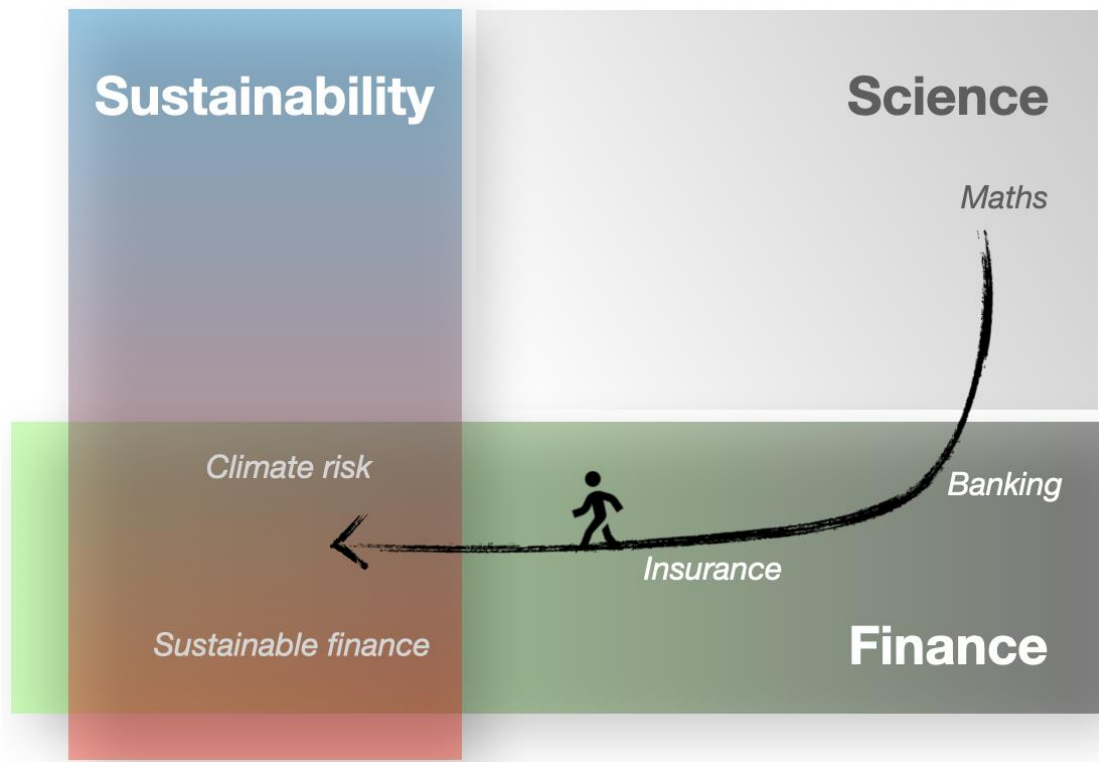 Sustainability
Science
Maths
Climate risk
Banking
Insurance
Sustainable finance
Finance